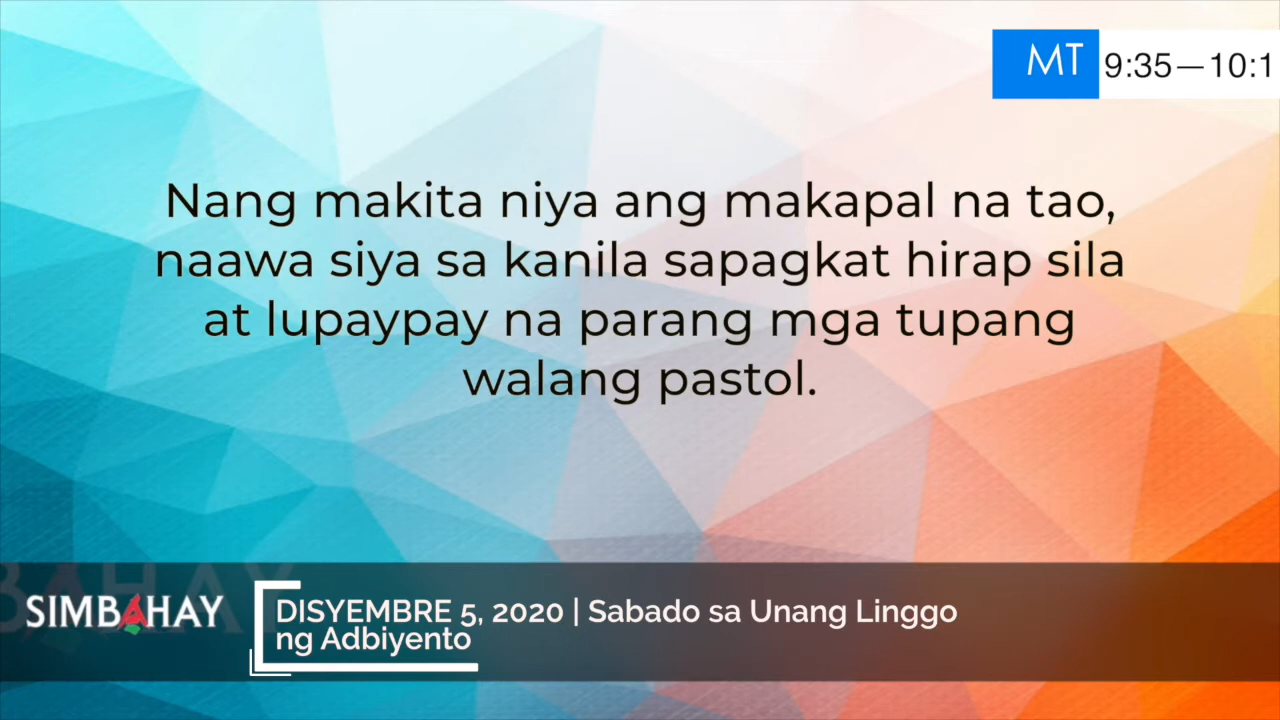 MT 9:35—10:1
Nang makita niya ang makapal na tao,
naawa siya sa kanila sapagkat hirap sila
at lupaypay na parang mga tupang
walang pastol.
SIMBAHAY
DISYEMBRE 5, 2020 | Sabado sa Unang Linggo
ng Adbiyento